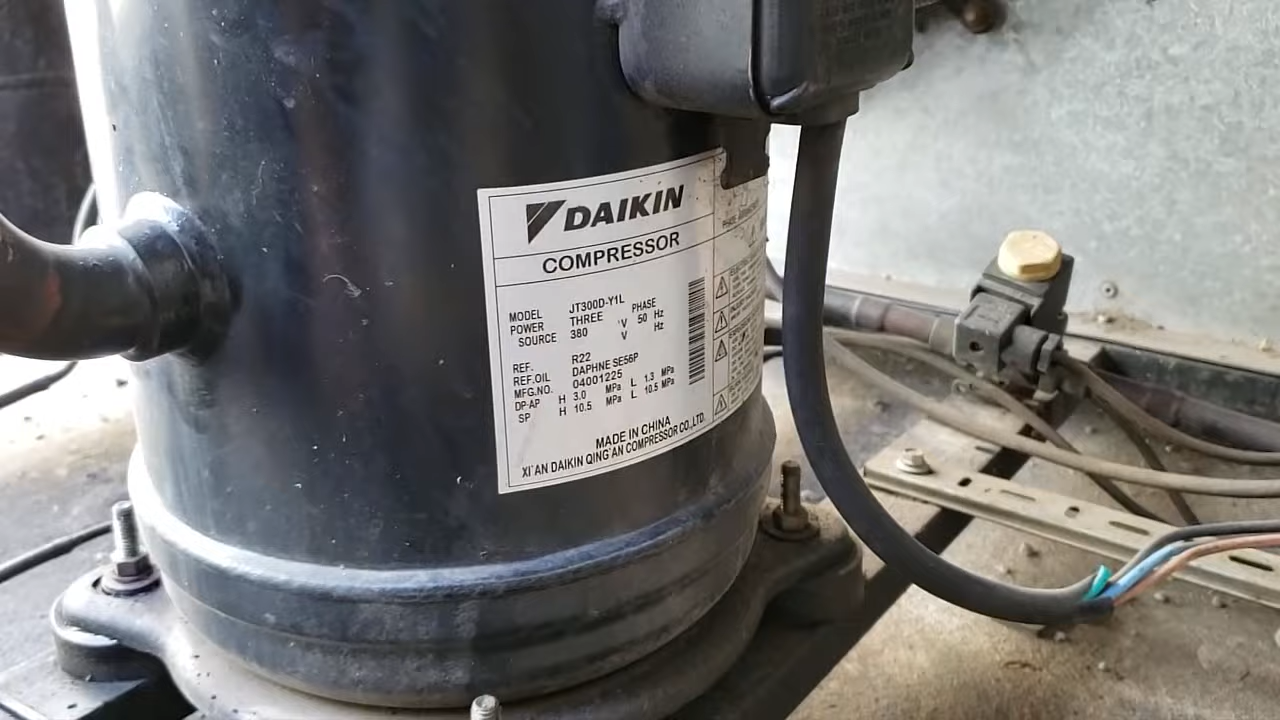 DAIKIN
COMPRESSOR
MODEL JT300D-Y1L PHASE
POWER THREE V 50 Hz
SOURCE 380 V Hz
REF. R22
REF.OIL DAPHNE SE56P
MFG.NO. 04001225
DP·AP H 3.0 MPa L 1.3 MPa
SP H 10.5 MPa L 10.5 MPa
MADE IN CHINA
XI'AN DAIKIN QING'AN COMPRESSOR CO.,LTD.